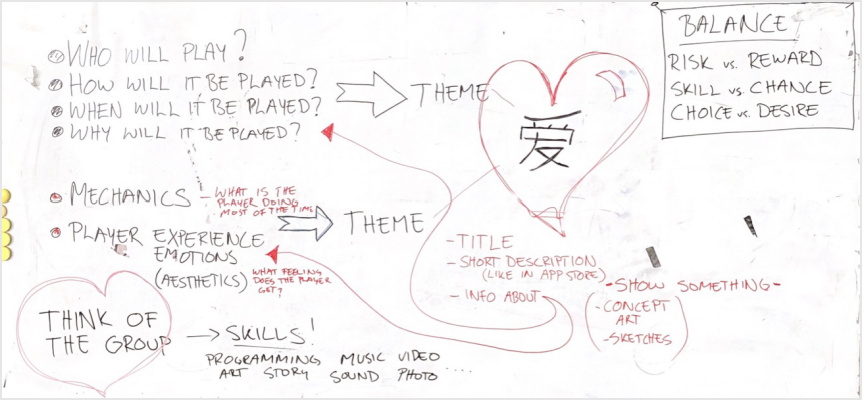 WHO WILL PLAY?
HOW WILL IT BE PLAYED?
WHEN WILL IT BE PLAYED?
WHY WILL IT BE PLAYED?
THEME
爱
BALANCE
RISK vs. REWARD
SKILL vs. CHANCE
CHOICE vs. DESIRE
MECHANICS - WHAT IS THE
PLAYER DOING
MOST OF THE TIME
PLAYER EXPERIENCE
EMOTIONS
(AESTHETICS)
WHAT FEELING
DOES THE PLAYER
GET?
THEME
-TITLE
-SHORT DESCRIPTION
(LIKE IN APPSTORE)
- INFO ABOUT
-SHOW SOMETHING-
-CONCEPT
ART
-SKETCHES
THINK OF
THE GROUP
SKILLS!
PROGRAMMING MUSIC VIDEO
ART STORY SOUND PHOTO ....